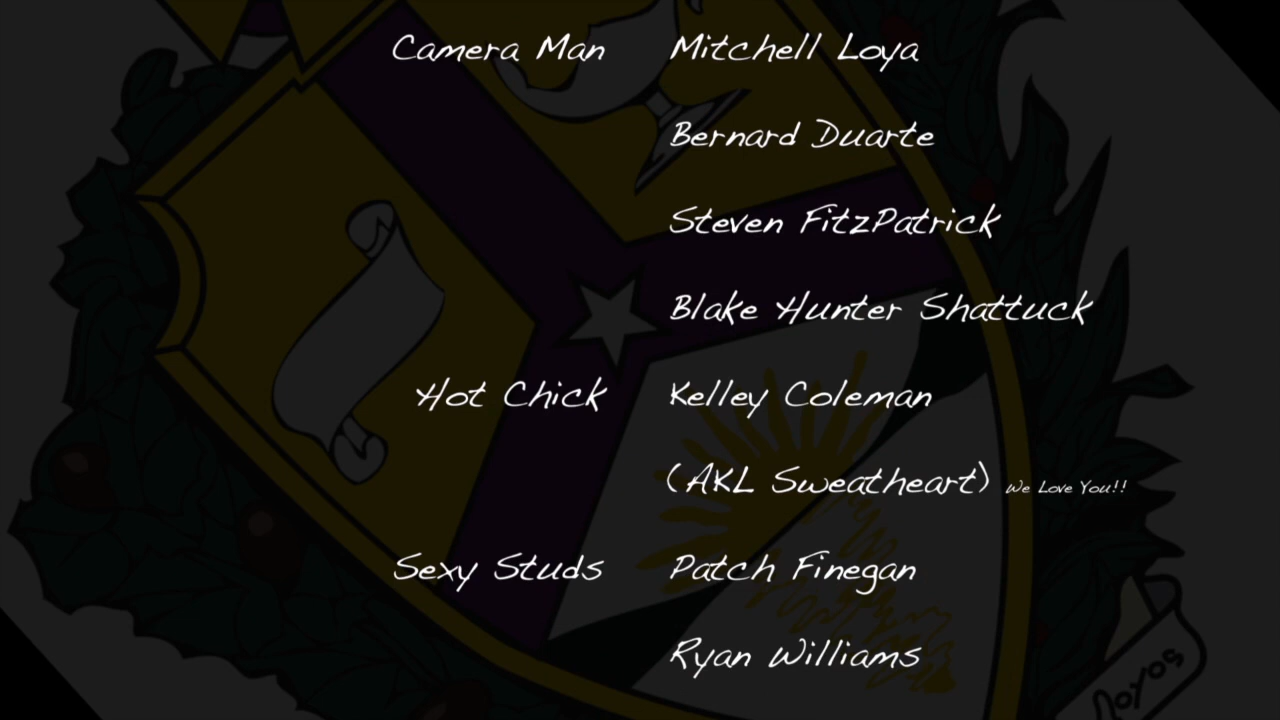 Camera Man Mitchell Loya
Bernard Duarte
Steven FitzPatrick
Blake Hunter Shattuck
Hot Chick Kelley Coleman
(AKL Sweatheart) We Love You!!
Sexy Studs Patch Finegan
Ryan Williams